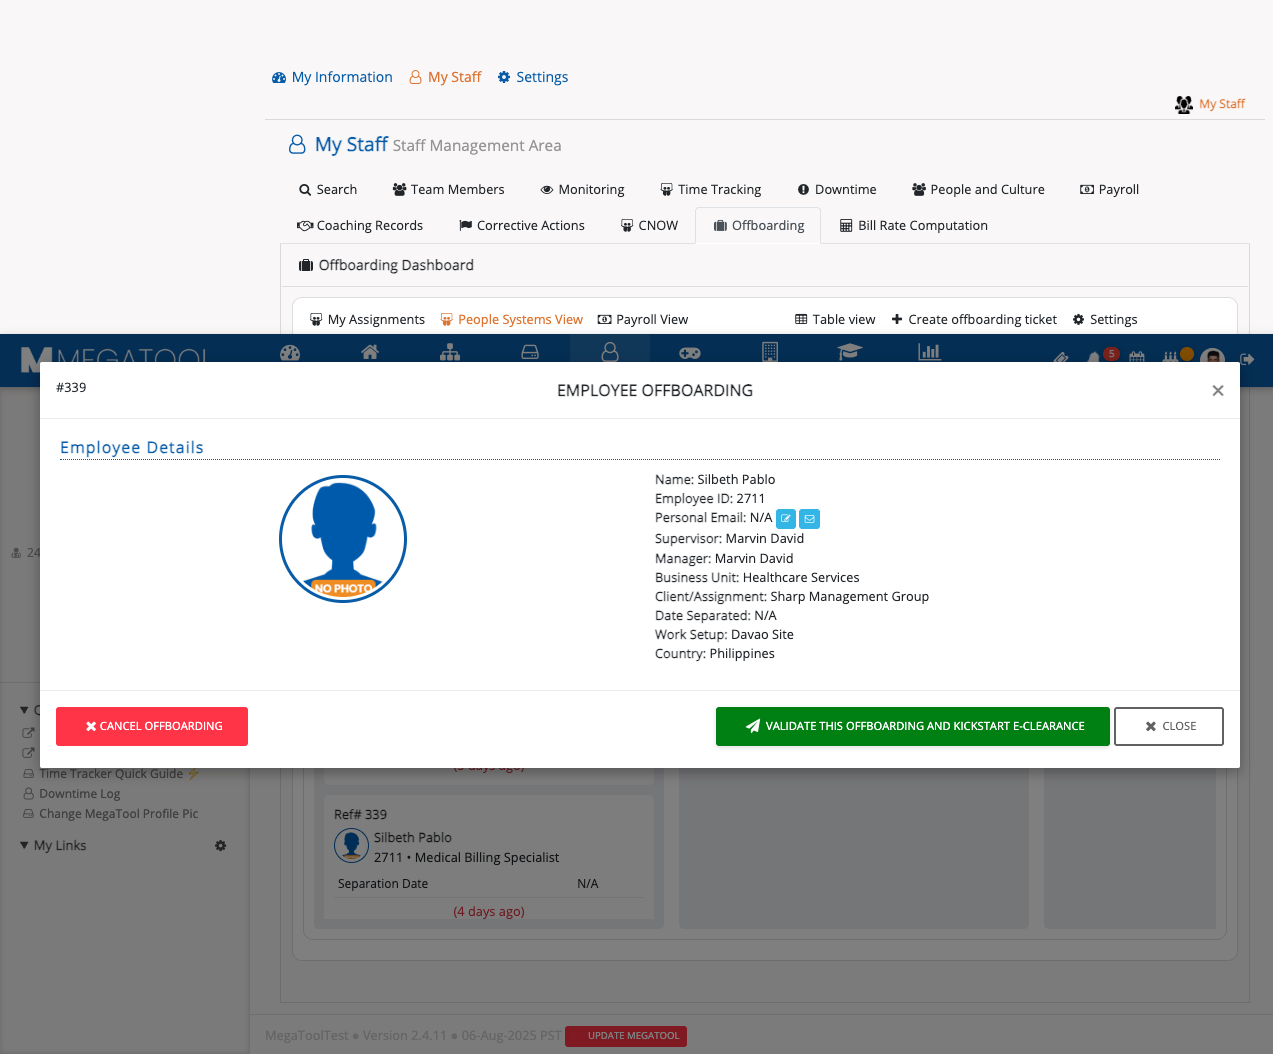 My Information My Staff Settings
My Staff
My Staff Staff Management Area
Search Team Members Monitoring Time Tracking Downtime People and Culture Payroll
Coaching Records Corrective Actions CNOW Offboarding Bill Rate Computation
Offboarding Dashboard
My Assignments People Systems View Payroll View Table view Create offboarding ticket Settings
MEGATOOL 5
#339 EMPLOYEE OFFBOARDING
Employee Details
NO PHOTO
Name: Silbeth Pablo
Employee ID: 2711
Personal Email: N/A
Supervisor: Marvin David
Manager: Marvin David
Business Unit: Healthcare Services
Client/Assignment: Sharp Management Group
Date Separated: N/A
Work Setup: Davao Site
Country: Philippines
24
CANCEL OFFBOARDING VALIDATE THIS OFFBOARDING AND KICKSTART E-CLEARANCE CLOSE
Time Tracker Quick Guide
Downtime Log
Change MegaTool Profile Pic
My Links
Ref# 339
Silbeth Pablo
2711 • Medical Billing Specialist
Separation Date N/A
(4 days ago)
MegaToolTest ● Version 2.4.11 ● 06-Aug-2025 PST UPDATE MEGATOOL